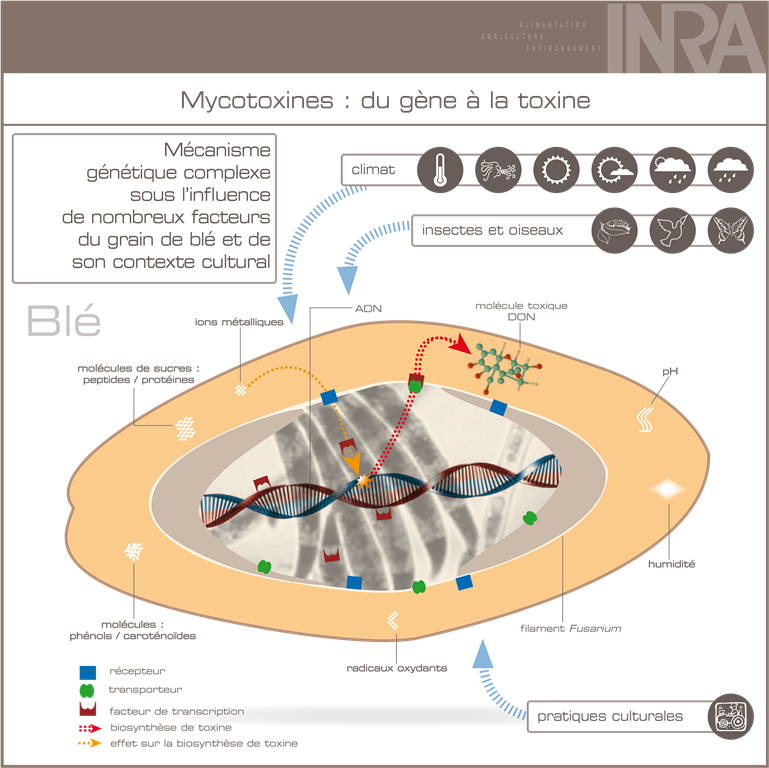 ALIMENTATION
AGRICULTURE
ENVIRONNEMENT
INRA
Mycotoxines : du gène à la toxine
Mécanisme
génétique complexe
sous l'influence
de nombreux facteurs
du grain de blé et de
son contexte cultural
climat
insectes et oiseaux
Blé
ions métalliques
ADN
molécule toxique
DON
molécules de sucres :
peptides / protéines
pH
humidité
molécules :
phénols / caroténoïdes
filament Fusarium
radicaux oxydants
récepteur
transporteur
facteur de transcription
biosynthèse de toxine
effet sur la biosynthèse de toxine
pratiques culturales